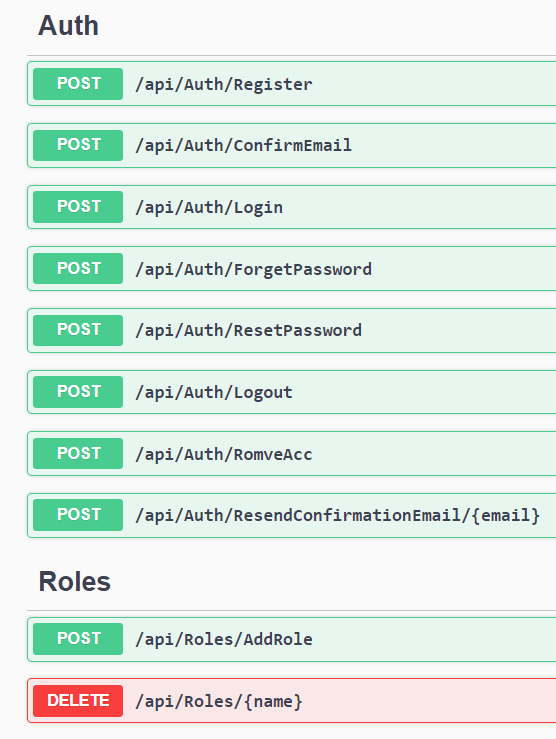 Auth
POST /api/Auth/Register
POST /api/Auth/ConfirmEmail
POST /api/Auth/Login
POST /api/Auth/ForgetPassword
POST /api/Auth/ResetPassword
POST /api/Auth/Logout
POST /api/Auth/RomveAcc
POST /api/Auth/ResendConfirmationEmail/{email}
Roles
POST /api/Roles/AddRole
DELETE /api/Roles/{name}